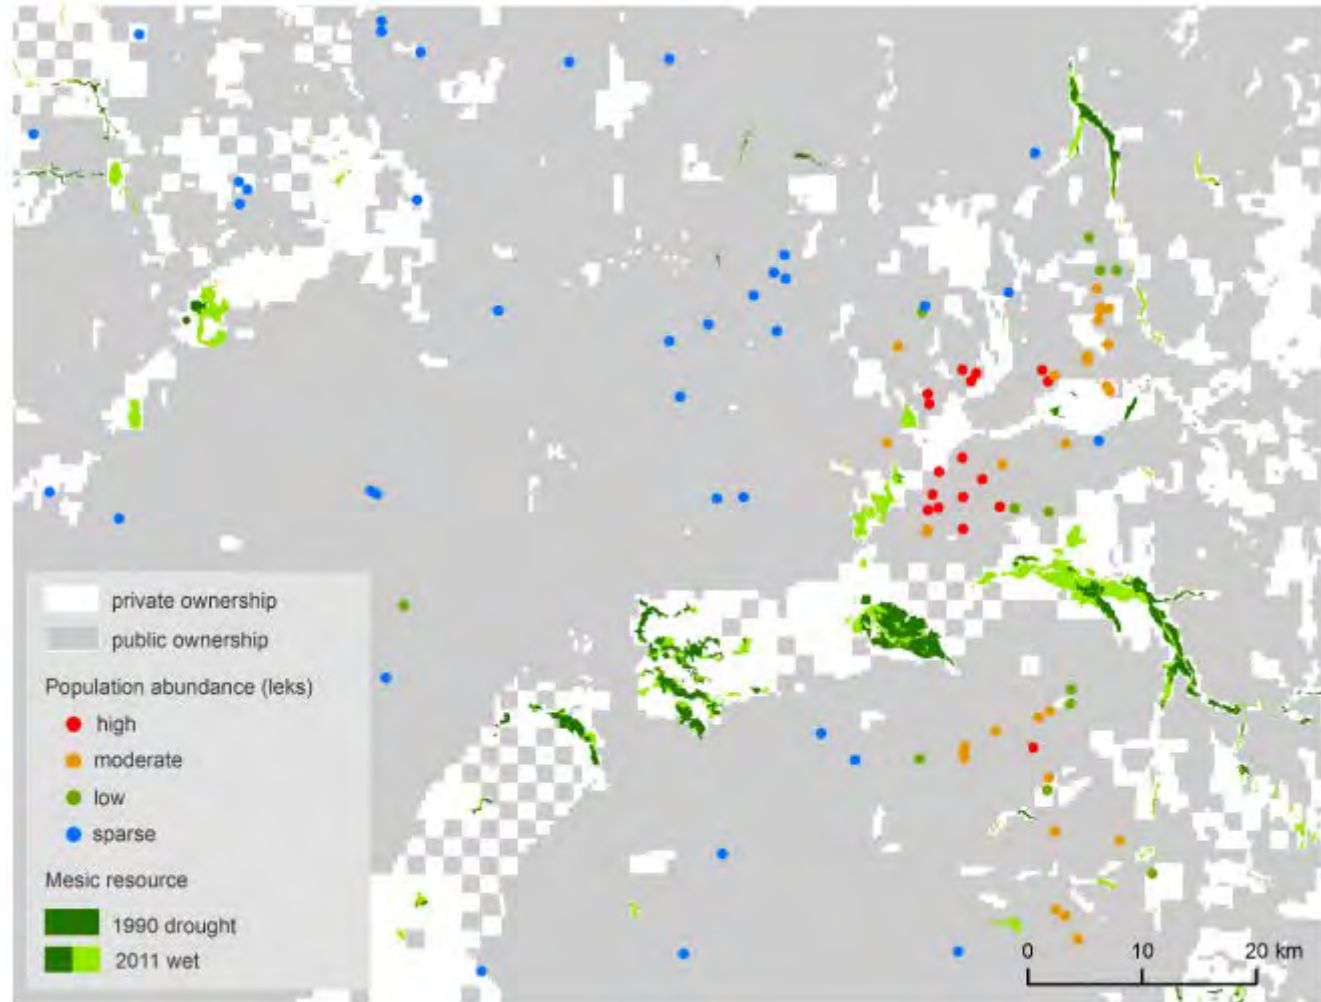 private ownership
public ownership
Population abundance (leks)
high
moderate
low
sparse
Mesic resource
1990 drought
2011 wet
0 10 20 km